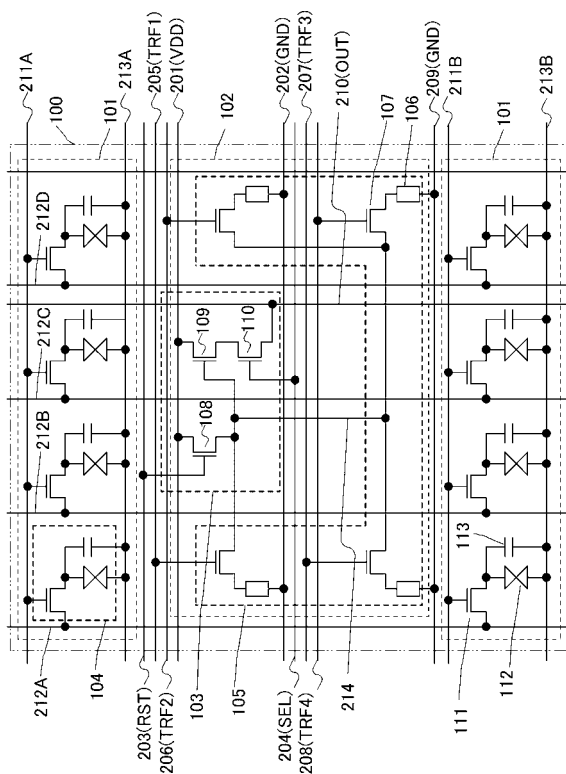 211A
100
101
213A
205(TRF1)
201(VDD)
102
202(GND)
207(TRF3)
210(OUT)
107
106
209(GND)
211B
101
213B
212D
212C
212B
109
110
108
113
212A
104
203(RST)
206(TRF2)
103
105
204(SEL)
208(TRF4)
214
111
112